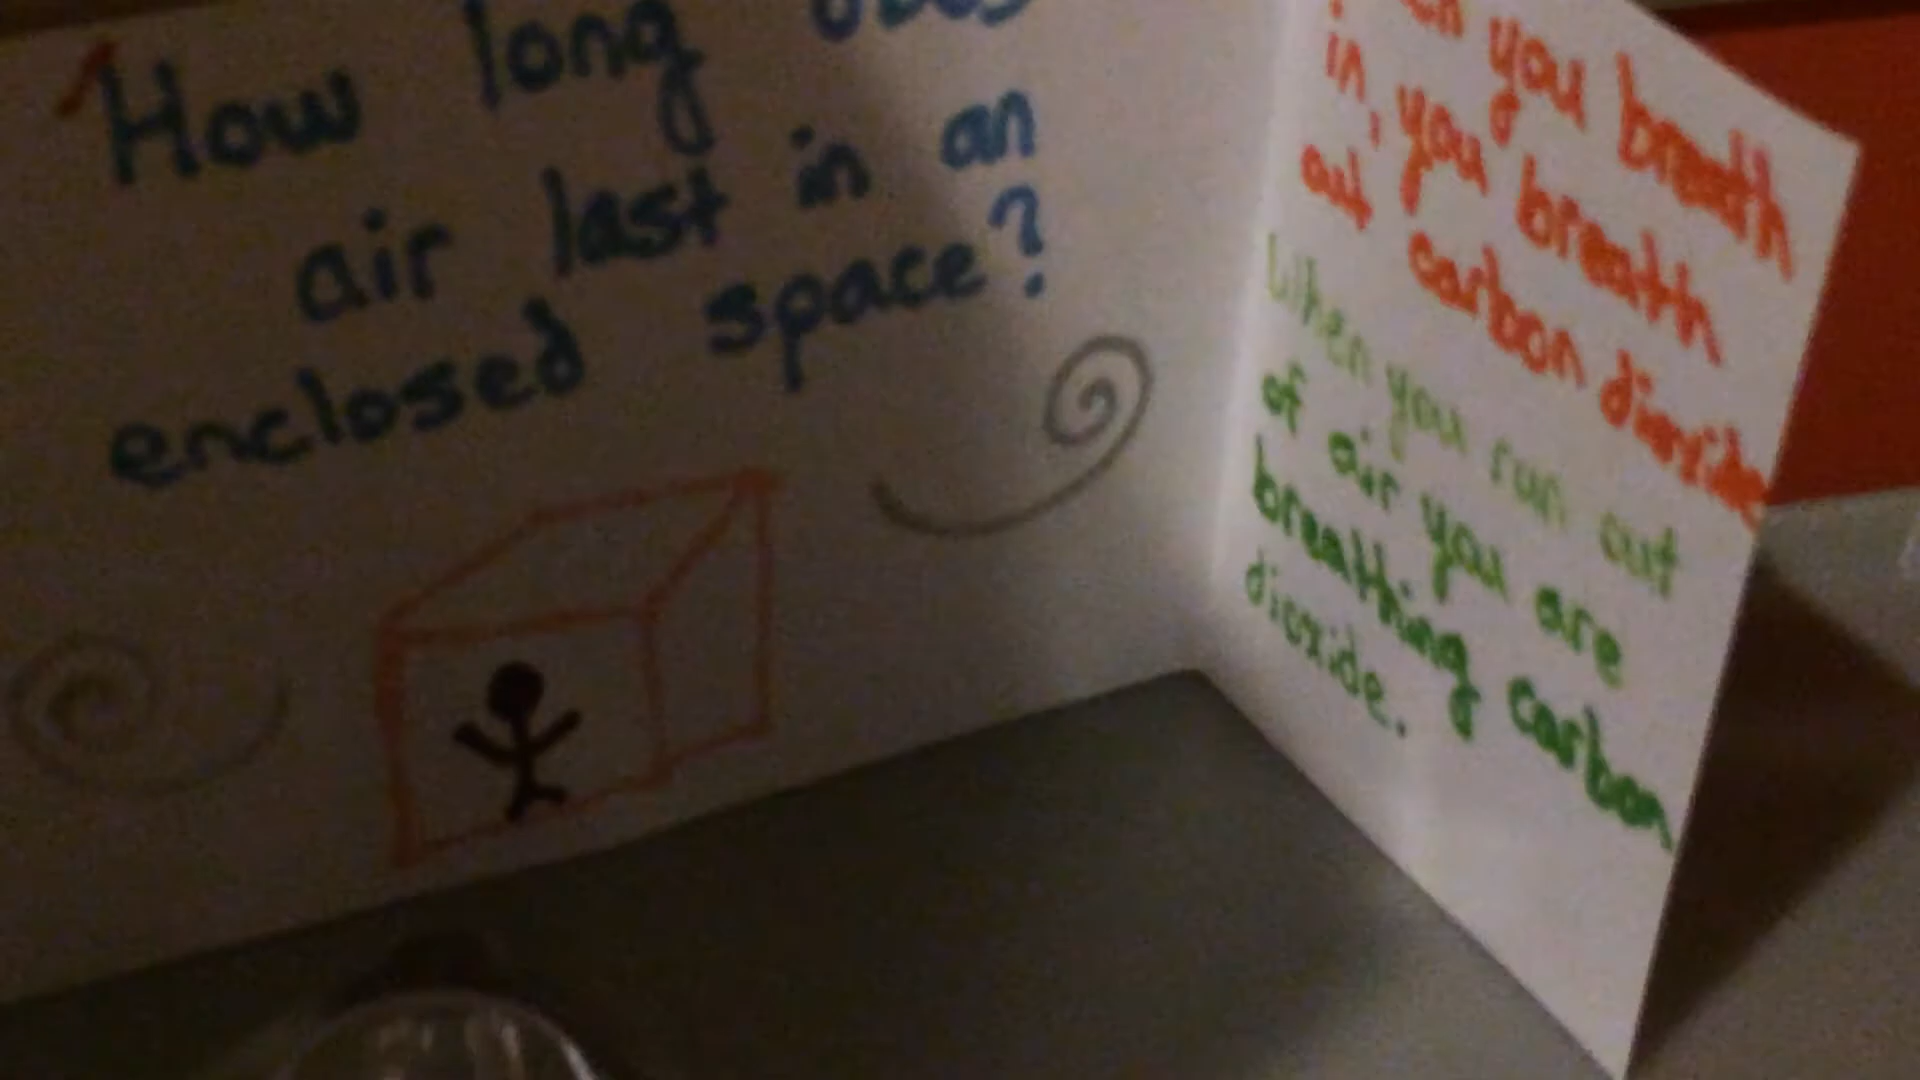 How long does
air last in an
enclosed space?
you breath
in, you breath
out carbon dioxide
When you run out
of air you are
breathing carbon
dioxide.